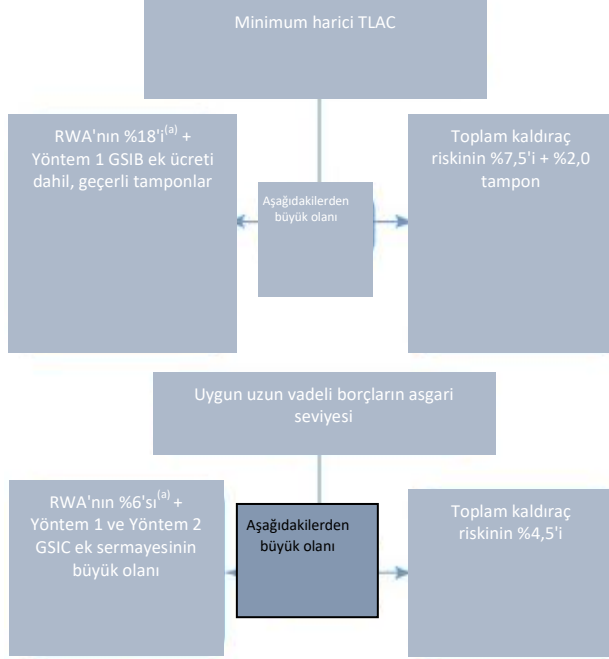 Minimum harici TLAC
RWA'nın %18'i(a) +
Yöntem 1 GSIB ek ücreti
dahil, geçerli tamponlar
Aşağıdakilerden
büyük olanı
Toplam kaldıraç
riskinin %7,5'i + %2,0
tampon
Uygun uzun vadeli borçların asgari
seviyesi
RWA'nın %6'sı(a) +
Yöntem 1 ve Yöntem 2
GSIC ek sermayesinin
büyük olanı
Aşağıdakilerden
büyük olanı
Toplam kaldıraç
riskinin %4,5'i